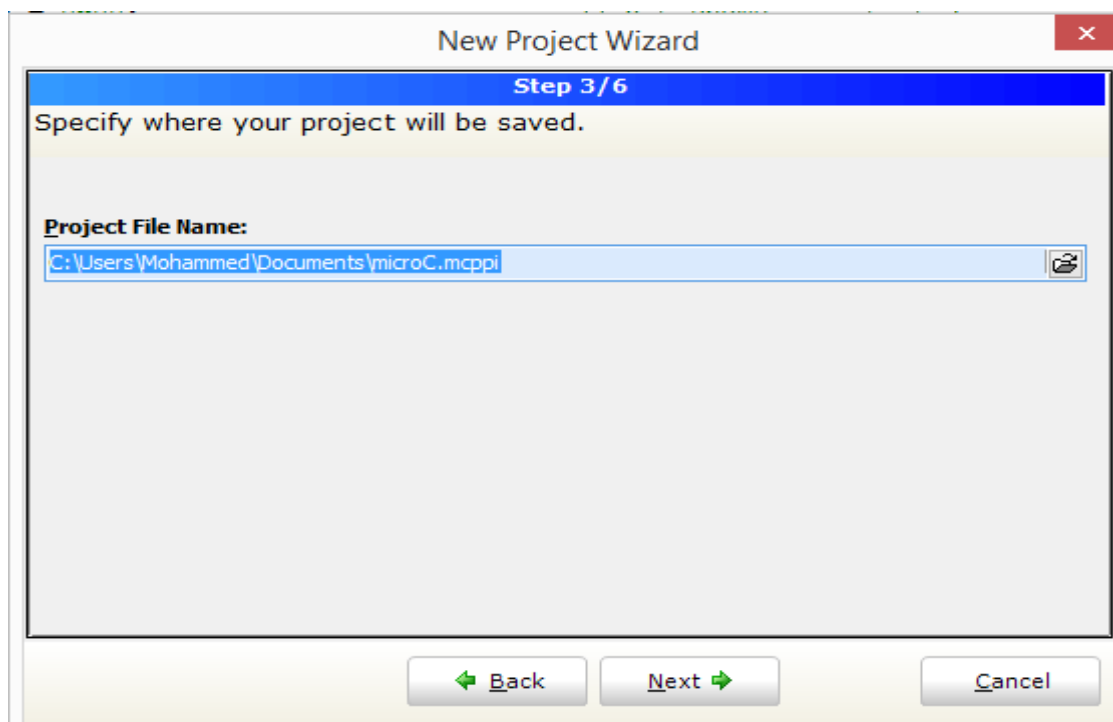 New Project Wizard
Step 3/6
Specify where your project will be saved.
Project File Name:
C:\Users\Mohammed\Documents\microC.mcppi
Back
Next
Cancel